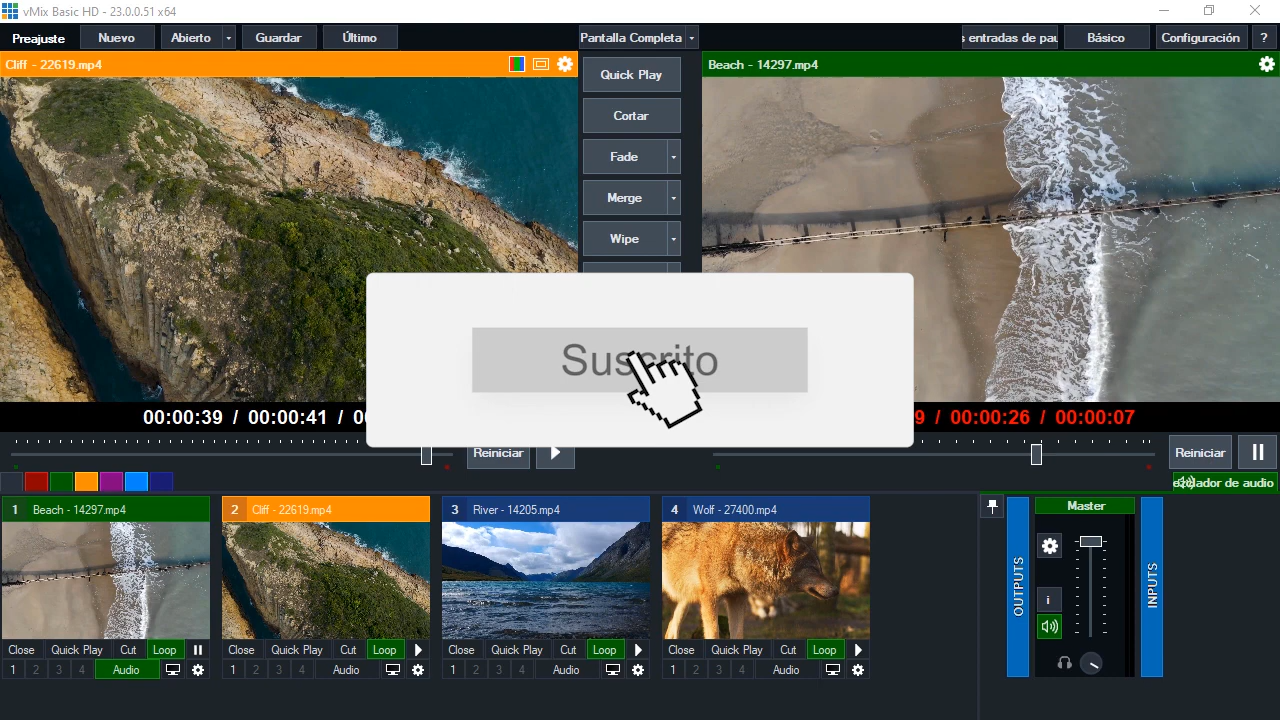 vMix Basic HD - 23.0.0.51 x64
Preajuste
Nuevo
Abierto
Guardar
Último
Pantalla Completa
s entradas de pau
Básico
Configuración
?
Cliff - 22619.mp4
Quick Play
Beach - 14297.mp4
Cortar
Fade
Merge
Wipe
Suscrito
00:00:39 / 00:00:41 / 00
9 / 00:00:26 / 00:00:07
Reiniciar
Reiniciar
ezclador de audio
1 Beach - 14297.mp4
2 Cliff - 22619.mp4
3 River - 14205.mp4
4 Wolf - 27400.mp4
Master
OUTPUTS
INPUTS
i
Close Quick Play Cut Loop
Close Quick Play Cut Loop
Close Quick Play Cut Loop
Close Quick Play Cut Loop
1 2 3 4 Audio
1 2 3 4 Audio
1 2 3 4 Audio
1 2 3 4 Audio